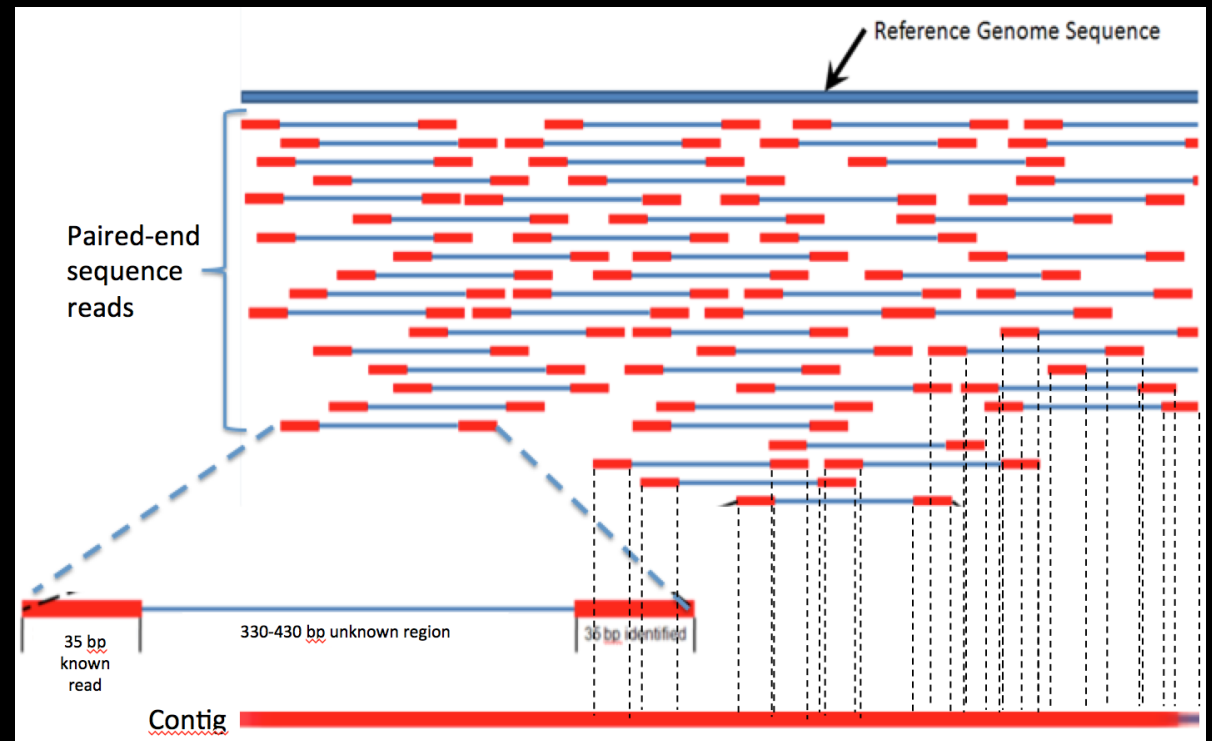 Reference Genome Sequence
Paired-end
sequence
reads
35 bp
known
read
330-430 bp unknown region
36 bp identified
Contig